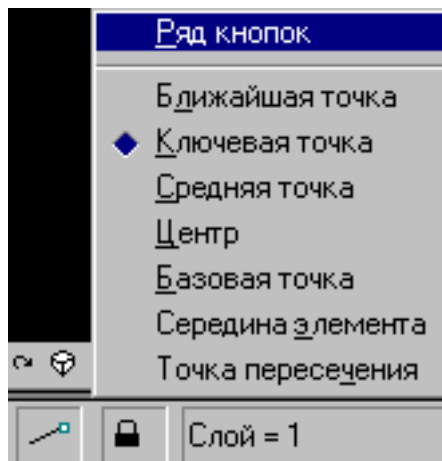 Ряд кнопок
Ближайшая точка
Ключевая точка
Средняя точка
Центр
Базовая точка
Середина элемента
Точка пересечения
Слой = 1